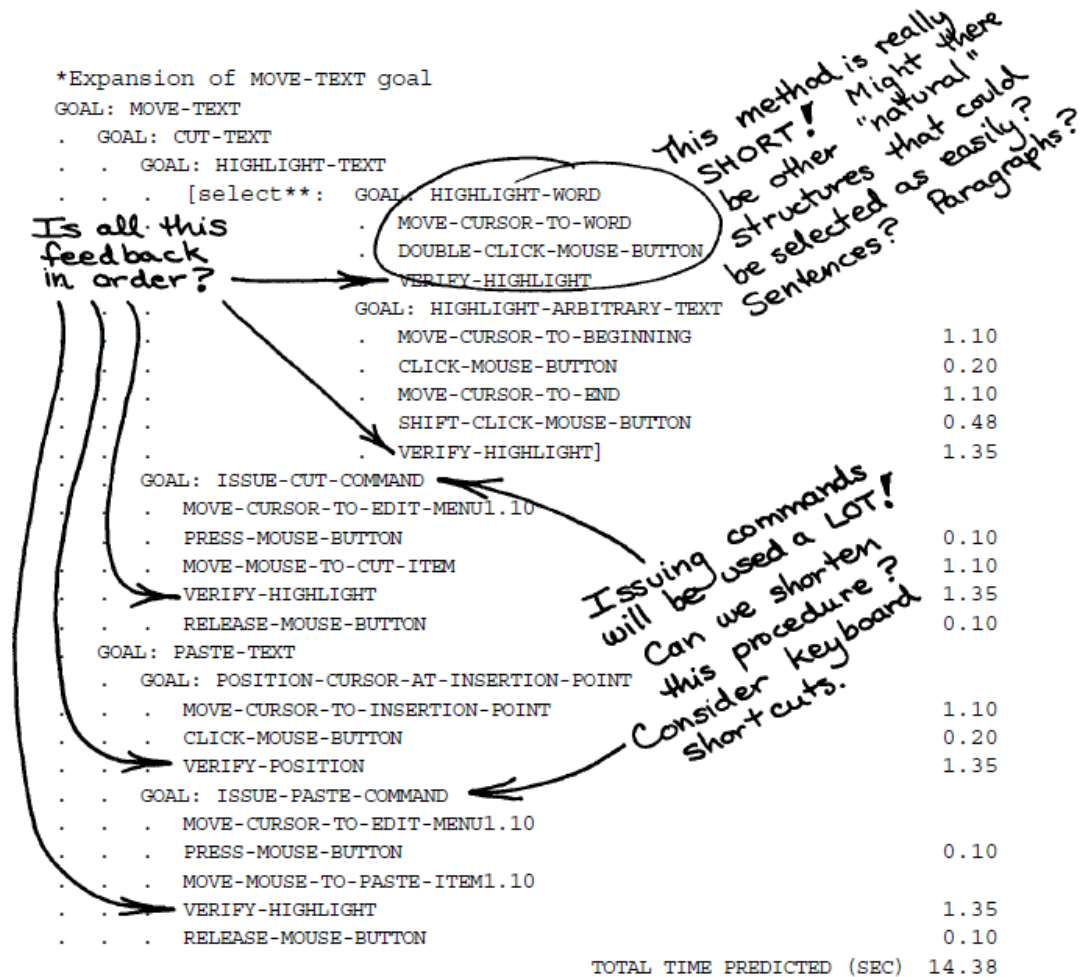 *Expansion of MOVE-TEXT goal
GOAL: MOVE-TEXT
. GOAL: CUT-TEXT
. . GOAL: HIGHLIGHT-TEXT
. . . [select**: GOAL: HIGHLIGHT-WORD
. MOVE-CURSOR-TO-WORD
. DOUBLE-CLICK-MOUSE-BUTTON
VERIFY-HIGHLIGHT
. . . GOAL: HIGHLIGHT-ARBITRARY-TEXT
. . . . MOVE-CURSOR-TO-BEGINNING 1.10
. . . . CLICK-MOUSE-BUTTON 0.20
. . . . MOVE-CURSOR-TO-END 1.10
. . . . SHIFT-CLICK-MOUSE-BUTTON 0.48
. . . . VERIFY-HIGHLIGHT] 1.35
. . GOAL: ISSUE-CUT-COMMAND
. . . MOVE-CURSOR-TO-EDIT-MENU1.10
. . . PRESS-MOUSE-BUTTON 0.10
. . . MOVE-MOUSE-TO-CUT-ITEM 1.10
. . . VERIFY-HIGHLIGHT 1.35
. . . RELEASE-MOUSE-BUTTON 0.10
. GOAL: PASTE-TEXT
. . GOAL: POSITION-CURSOR-AT-INSERTION-POINT
. . . MOVE-CURSOR-TO-INSERTION-POINT 1.10
. . . CLICK-MOUSE-BUTTON 0.20
. . . VERIFY-POSITION 1.35
. . GOAL: ISSUE-PASTE-COMMAND
. . . MOVE-CURSOR-TO-EDIT-MENU1.10
. . . PRESS-MOUSE-BUTTON 0.10
. . . MOVE-MOUSE-TO-PASTE-ITEM1.10
. . . VERIFY-HIGHLIGHT 1.35
. . . RELEASE-MOUSE-BUTTON 0.10
TOTAL TIME PREDICTED (SEC) 14.38
This method is really
SHORT! Might there
be other "natural"
structures that could
be selected as easily?
Sentences? Paragraphs?
Is all this
feedback
in order?
Issuing commands
will be used a LOT!
Can we shorten
this procedure?
Consider keyboard
shortcuts.